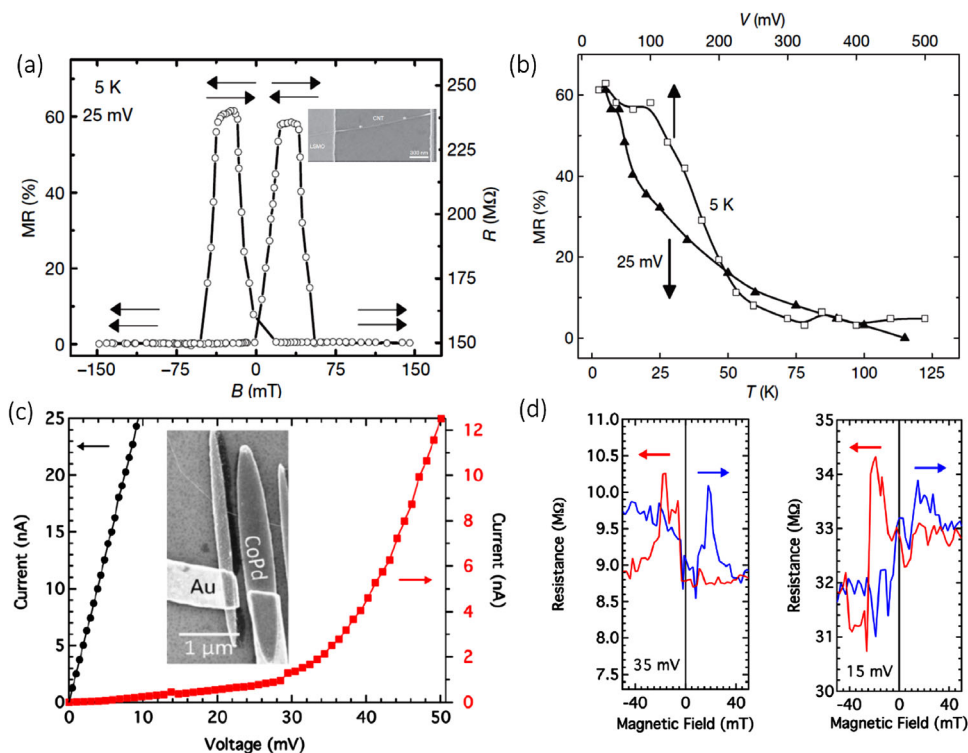 (a)
5 K
25 mV
CNT
LSMO
300 nm
MR (%)
0
20
40
60
R (MΩ)
150
175
200
225
250
−150
−75
0
75
150
B (mT)
(b)
V (mV)
0
100
200
300
400
500
5 K
25 mV
MR (%)
0
20
40
60
0
25
50
75
100
125
T (K)
(c)
Current (nA)
0
5
10
15
20
25
Au
CoPd
1 μm
Current (nA)
0
2
4
6
8
10
12
0
10
20
30
40
50
Voltage (mV)
(d)
Resistance (MΩ)
11.0
10.5
10.0
9.5
9.0
8.5
8.0
7.5
35 mV
-40
0
40
Magnetic Field (mT)
Resistance (MΩ)
35
34
33
32
31
30
15 mV
-40
0
40
Magnetic Field (mT)